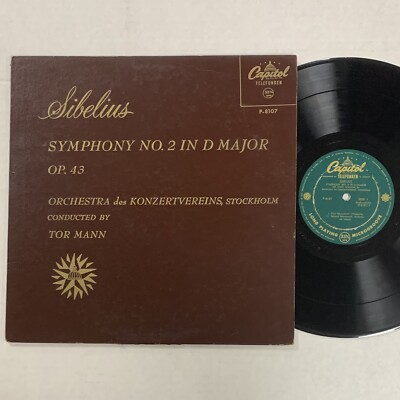 Capitol
TELEFUNKEN
P-8107
Sibelius
SYMPHONY NO. 2 IN D MAJOR
OP. 43
ORCHESTRA des KONZERTVEREINS, STOCKHOLM
CONDUCTED BY
TOR MANN
Capitol
TELEFUNKEN
LONG PLAYING MICROGROOVE